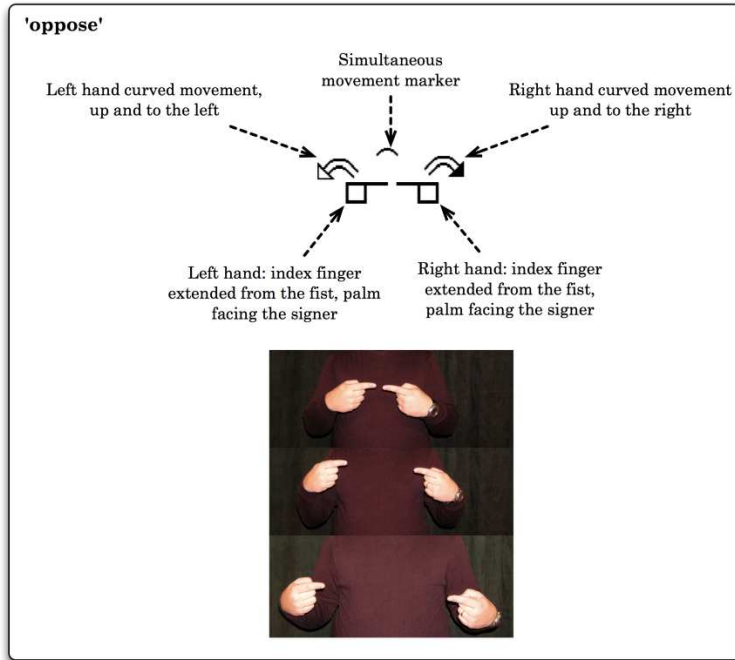 'oppose'
Simultaneous
movement marker
Left hand curved movement,
up and to the left
Right hand curved movement
up and to the right
Left hand: index finger
extended from the fist, palm
facing the signer
Right hand: index finger
extended from the fist,
palm facing the signer